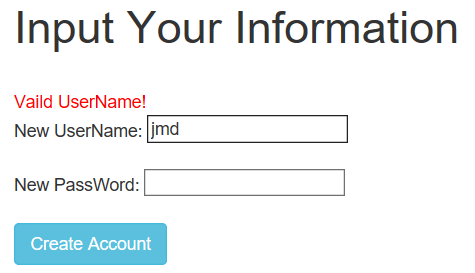 Input Your Information
Vaild UserName!
New UserName: jmd
New PassWord:
Create Account